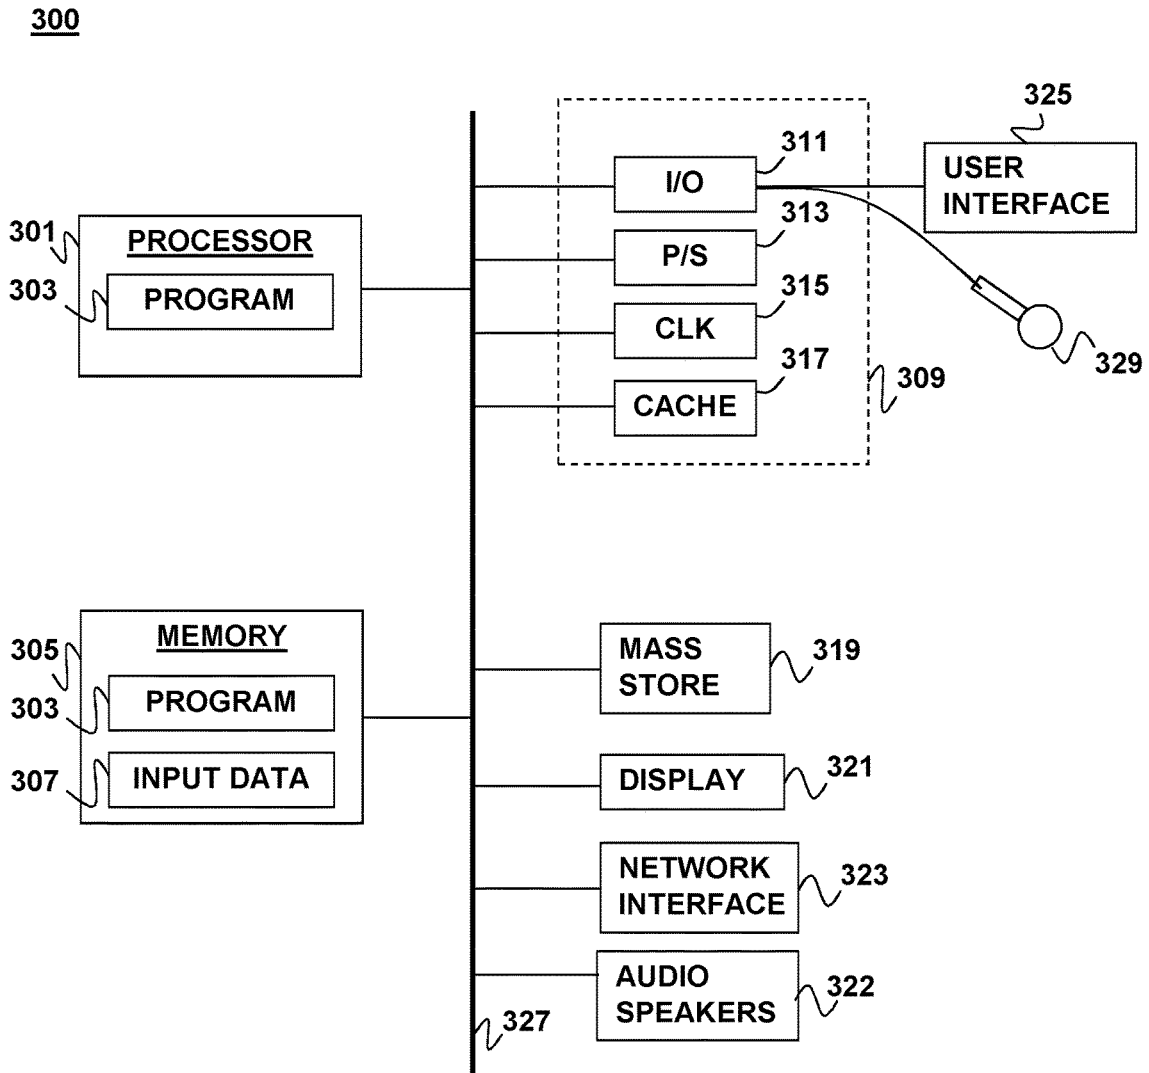 300
325
311
I/O
USER
INTERFACE
313
P/S
301
PROCESSOR
303
PROGRAM
315
CLK
329
317
CACHE
309
305
MEMORY
303
PROGRAM
307
INPUT DATA
MASS
STORE
319
DISPLAY
321
NETWORK
INTERFACE
323
AUDIO
SPEAKERS
322
327